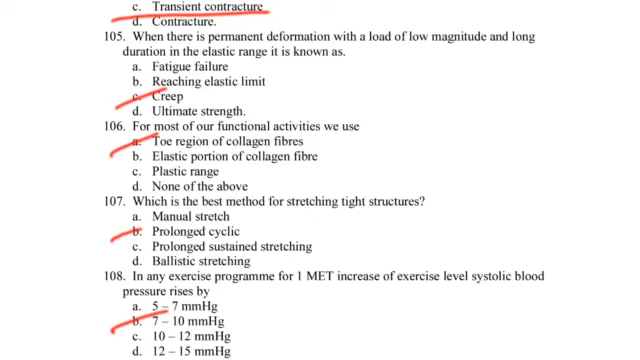 c. Transient contracture
d. Contracture.
105. When there is permanent deformation with a load of low magnitude and long
duration in the elastic range it is known as.
a. Fatigue failure
b. Reaching elastic limit
c. Creep
d. Ultimate strength.
106. For most of our functional activities we use
a. Toe region of collagen fibres
b. Elastic portion of collagen fibre
c. Plastic range
d. None of the above
107. Which is the best method for stretching tight structures?
a. Manual stretch
b. Prolonged cyclic
c. Prolonged sustained stretching
d. Ballistic stretching
108. In any exercise programme for 1 MET increase of exercise level systolic blood
pressure rises by
a. 5 – 7 mmHg
b. 7 – 10 mmHg
c. 10 – 12 mmHg
d. 12 – 15 mmHg